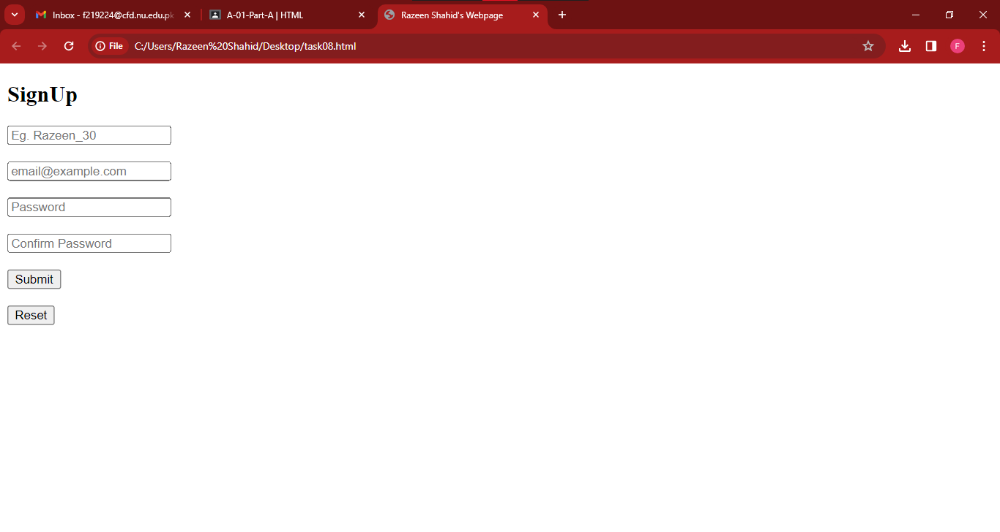 Inbox - f219224@cfd.nu.edu.pk
A-01-Part-A | HTML
Razeen Shahid's Webpage
File
C:/Users/Razeen%20Shahid/Desktop/task08.html
F
SignUp
Eg. Razeen_30
email@example.com
Password
Confirm Password
Submit
Reset